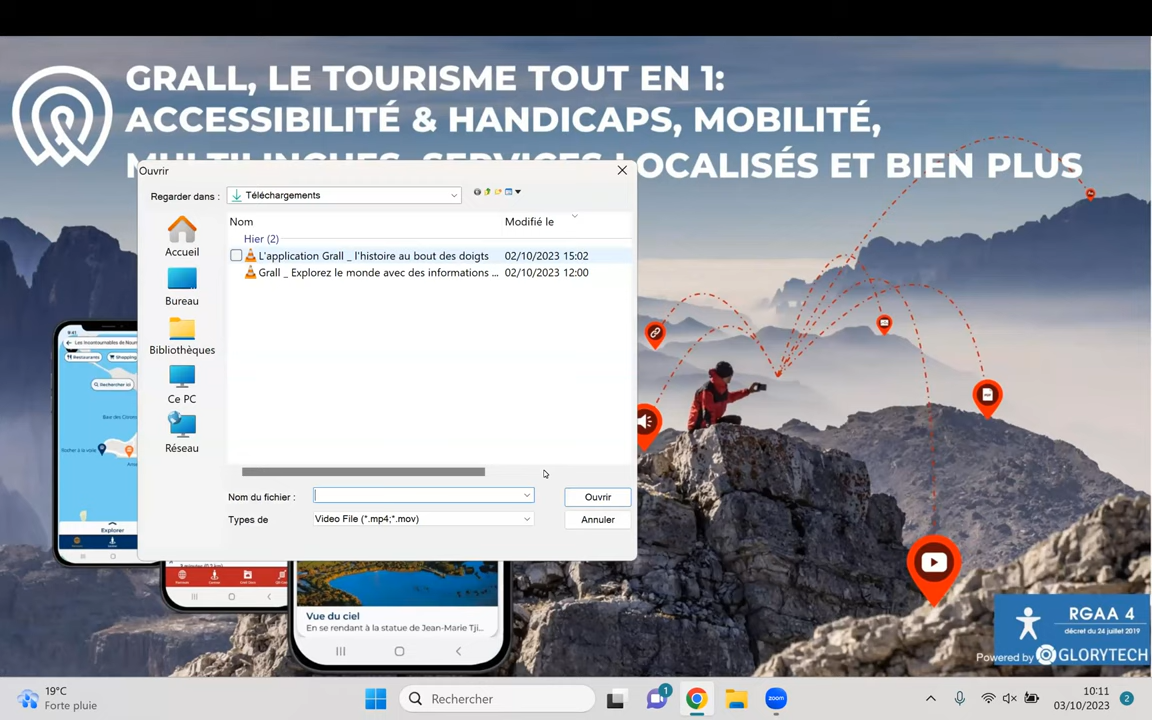 GRALL, LE TOURISME TOUT EN 1:
ACCESSIBILITÉ & HANDICAPS, MOBILITÉ,
MULTILINGUES, SERVICES LOCALISÉS ET BIEN PLUS
Ouvrir
Regarder dans :
Téléchargements
Nom
Modifié le
Hier (2)
L'application Grall _ l'histoire au bout des doigts
02/10/2023 15:02
Grall _ Explorez le monde avec des informations ...
02/10/2023 12:00
Accueil
Bureau
Bibliothèques
Ce PC
Réseau
Nom du fichier :
Ouvrir
Types de
Video File (*.mp4;*.mov)
Annuler
Restaurants
Shopping
Rechercher ici
Explorer
Vue du ciel
En se rendant à la statue de Jean-Marie Tji...
RGAA 4
décret du 24 juillet 2019
Powered by GLORYTECH
19°C
Forte pluie
Rechercher
1
zoom
10:11
03/10/2023
2